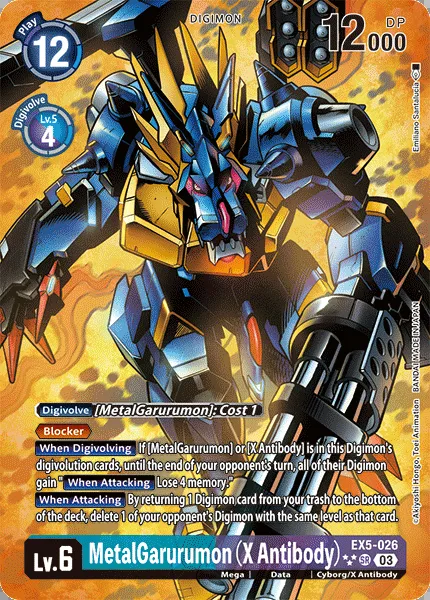 DIGIMON
Play
12
12000
DP
Digivolve
Lv.5
4
Emiliano Santalucia
©Akiyoshi Hongo, Toei Animation BANDAI MADE IN JAPAN
Digivolve [MetalGarurumon]: Cost 1
Blocker
When Digivolving If [MetalGarurumon] or [X Antibody] is in this Digimon's
digivolution cards, until the end of your opponent's turn, all of their Digimon
gain " When Attacking Lose 4 memory."
When Attacking By returning 1 Digimon card from your trash to the bottom
of the deck, delete 1 of your opponent's Digimon with the same level as that card.
EX5-026
Lv.6 MetalGarurumon (X Antibody) SR 03
Mega Data Cyborg/X Antibody